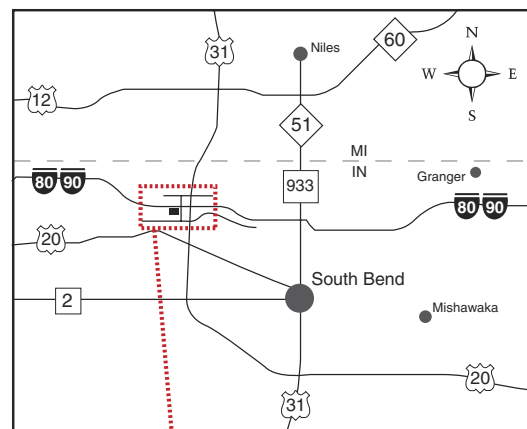 31
60
N
Niles
W
E
12
S
51
MI
IN
80 90
933
Granger
80 90
20
South Bend
2
Mishawaka
20
31